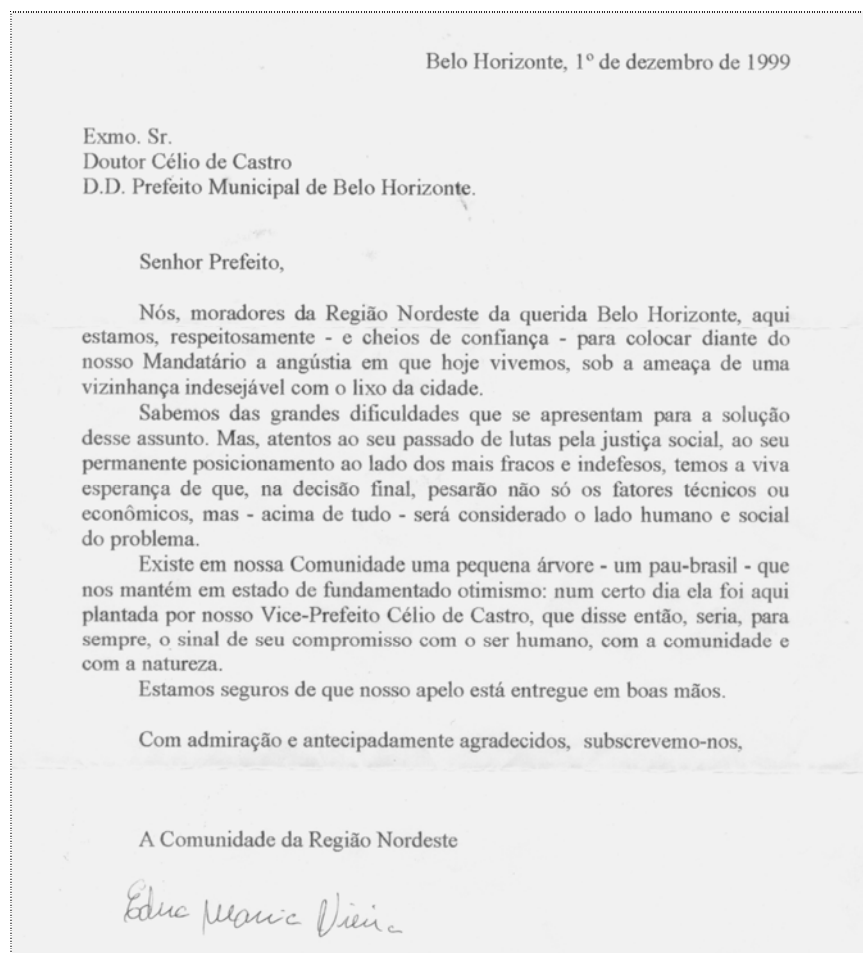 Belo Horizonte, 1º de dezembro de 1999
Exmo. Sr.
Doutor Célio de Castro
D.D. Prefeito Municipal de Belo Horizonte.
Senhor Prefeito,
Nós, moradores da Região Nordeste da querida Belo Horizonte, aqui
estamos, respeitosamente - e cheios de confiança - para colocar diante do
nosso Mandatário a angústia em que hoje vivemos, sob a ameaça de uma
vizinhança indesejável com o lixo da cidade.
Sabemos das grandes dificuldades que se apresentam para a solução
desse assunto. Mas, atentos ao seu passado de lutas pela justiça social, ao seu
permanente posicionamento ao lado dos mais fracos e indefesos, temos a viva
esperança de que, na decisão final, pesarão não só os fatores técnicos ou
econômicos, mas - acima de tudo - será considerado o lado humano e social
do problema.
Existe em nossa Comunidade uma pequena árvore - um pau-brasil - que
nos mantém em estado de fundamentado otimismo: num certo dia ela foi aqui
plantada por nosso Vice-Prefeito Célio de Castro, que disse então, seria, para
sempre, o sinal de seu compromisso com o ser humano, com a comunidade e
com a natureza.
Estamos seguros de que nosso apelo está entregue em boas mãos.
Com admiração e antecipadamente agradecidos, subscrevemo-nos,
A Comunidade da Região Nordeste
Maria Vieira